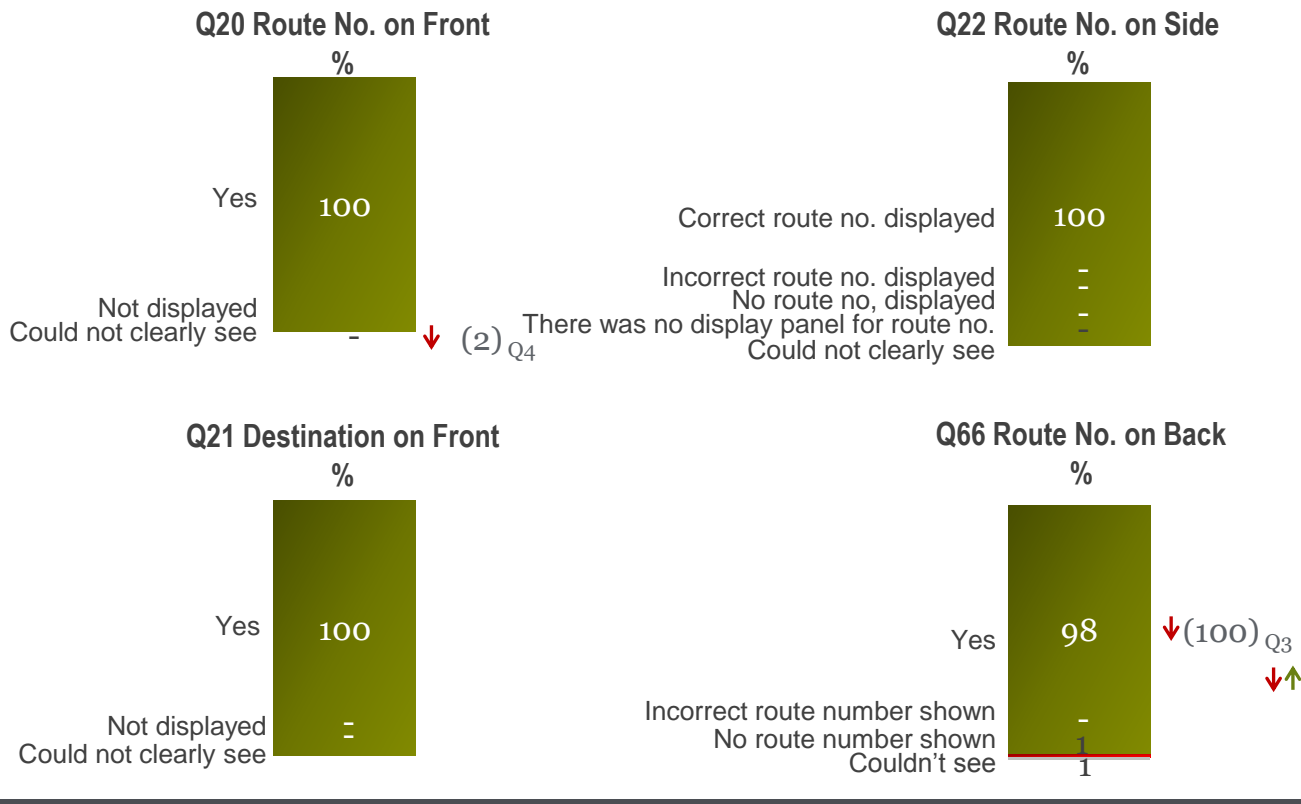 Q20 Route No. on Front
%
Yes
100
Not displayed
Could not clearly see
-
(2) Q4
Q22 Route No. on Side
%
Correct route no. displayed
100
Incorrect route no. displayed
-
No route no, displayed
-
There was no display panel for route no.
-
Could not clearly see
-
Q21 Destination on Front
%
Yes
100
Not displayed
-
Could not clearly see
-
Q66 Route No. on Back
%
Yes
98
(100) Q3
Incorrect route number shown
-
No route number shown
1
Couldn't see
1